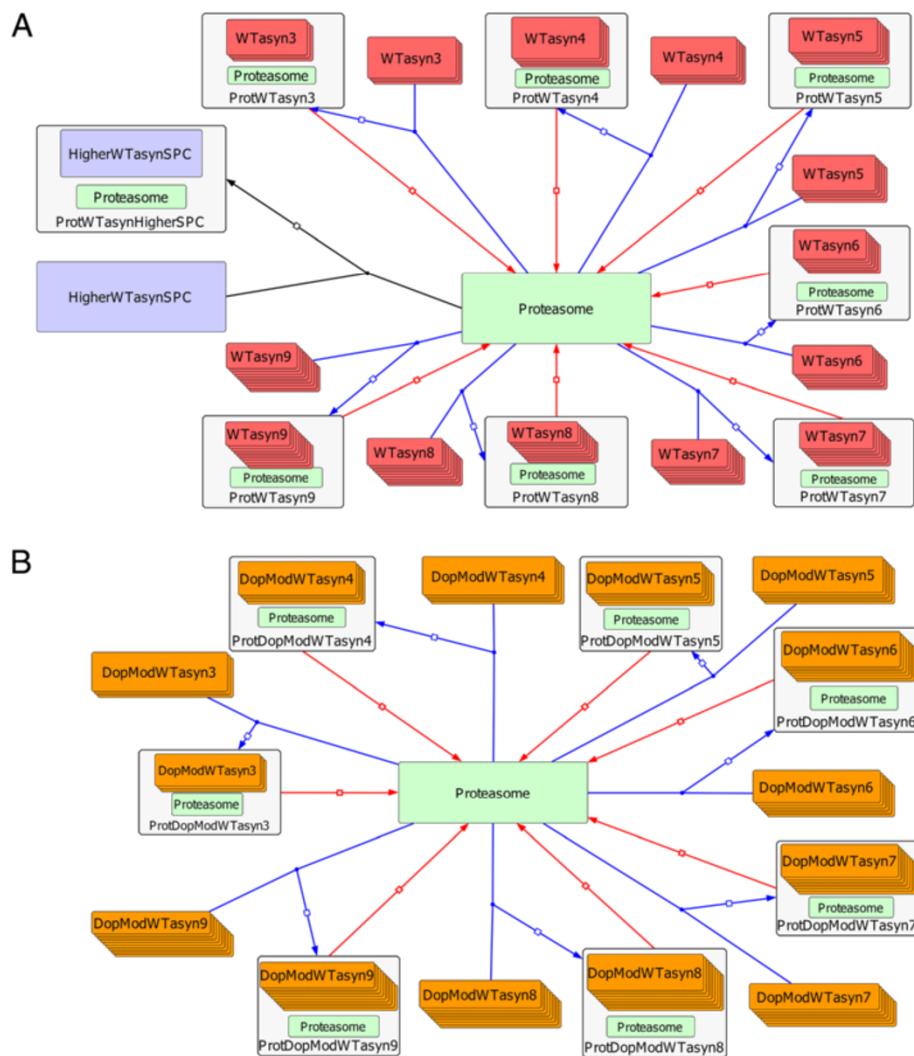 A
WTasyn3
Proteasome
ProtWTasyn3
WTasyn3
WTasyn4
Proteasome
ProtWTasyn4
WTasyn4
WTasyn5
Proteasome
ProtWTasyn5
HigherWTasynSPC
Proteasome
ProtWTasynHigherSPC
WTasyn5
WTasyn6
Proteasome
ProtWTasyn6
HigherWTasynSPC
Proteasome
WTasyn9
WTasyn6
WTasyn9
Proteasome
ProtWTasyn9
WTasyn8
WTasyn8
Proteasome
ProtWTasyn8
WTasyn7
WTasyn7
Proteasome
ProtWTasyn7
B
DopModWTasyn4
Proteasome
ProtDopModWTasyn4
DopModWTasyn4
DopModWTasyn5
Proteasome
ProtDopModWTasyn5
DopModWTasyn5
DopModWTasyn3
DopModWTasyn6
Proteasome
ProtDopModWTasyn6
DopModWTasyn3
Proteasome
ProtDopModWTasyn3
Proteasome
DopModWTasyn6
DopModWTasyn7
Proteasome
ProtDopModWTasyn7
DopModWTasyn9
DopModWTasyn9
Proteasome
ProtDopModWTasyn9
DopModWTasyn8
DopModWTasyn8
Proteasome
ProtDopModWTasyn8
DopModWTasyn7